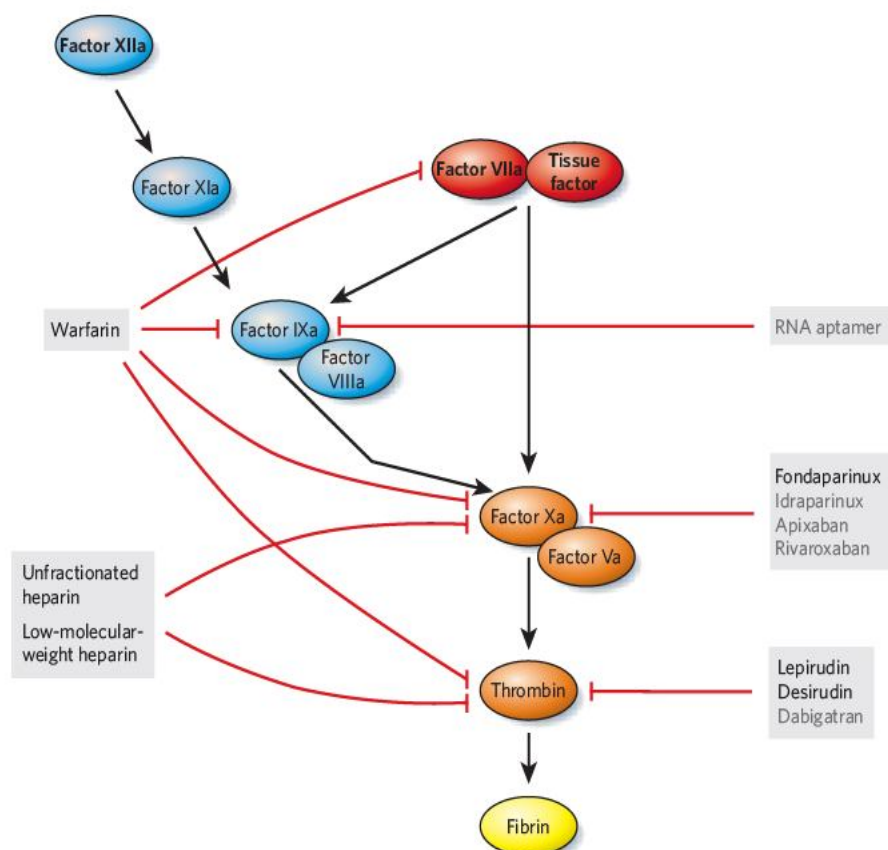 Factor XIIa
Factor XIa
Factor VIIa
Tissue
factor
Warfarin
Factor IXa
Factor
VIIIa
RNA aptamer
Factor Xa
Factor Va
Fondaparinux
Idraparinux
Apixaban
Rivaroxaban
Unfractionated
heparin
Low-molecular-
weight heparin
Thrombin
Lepirudin
Desirudin
Dabigatran
Fibrin